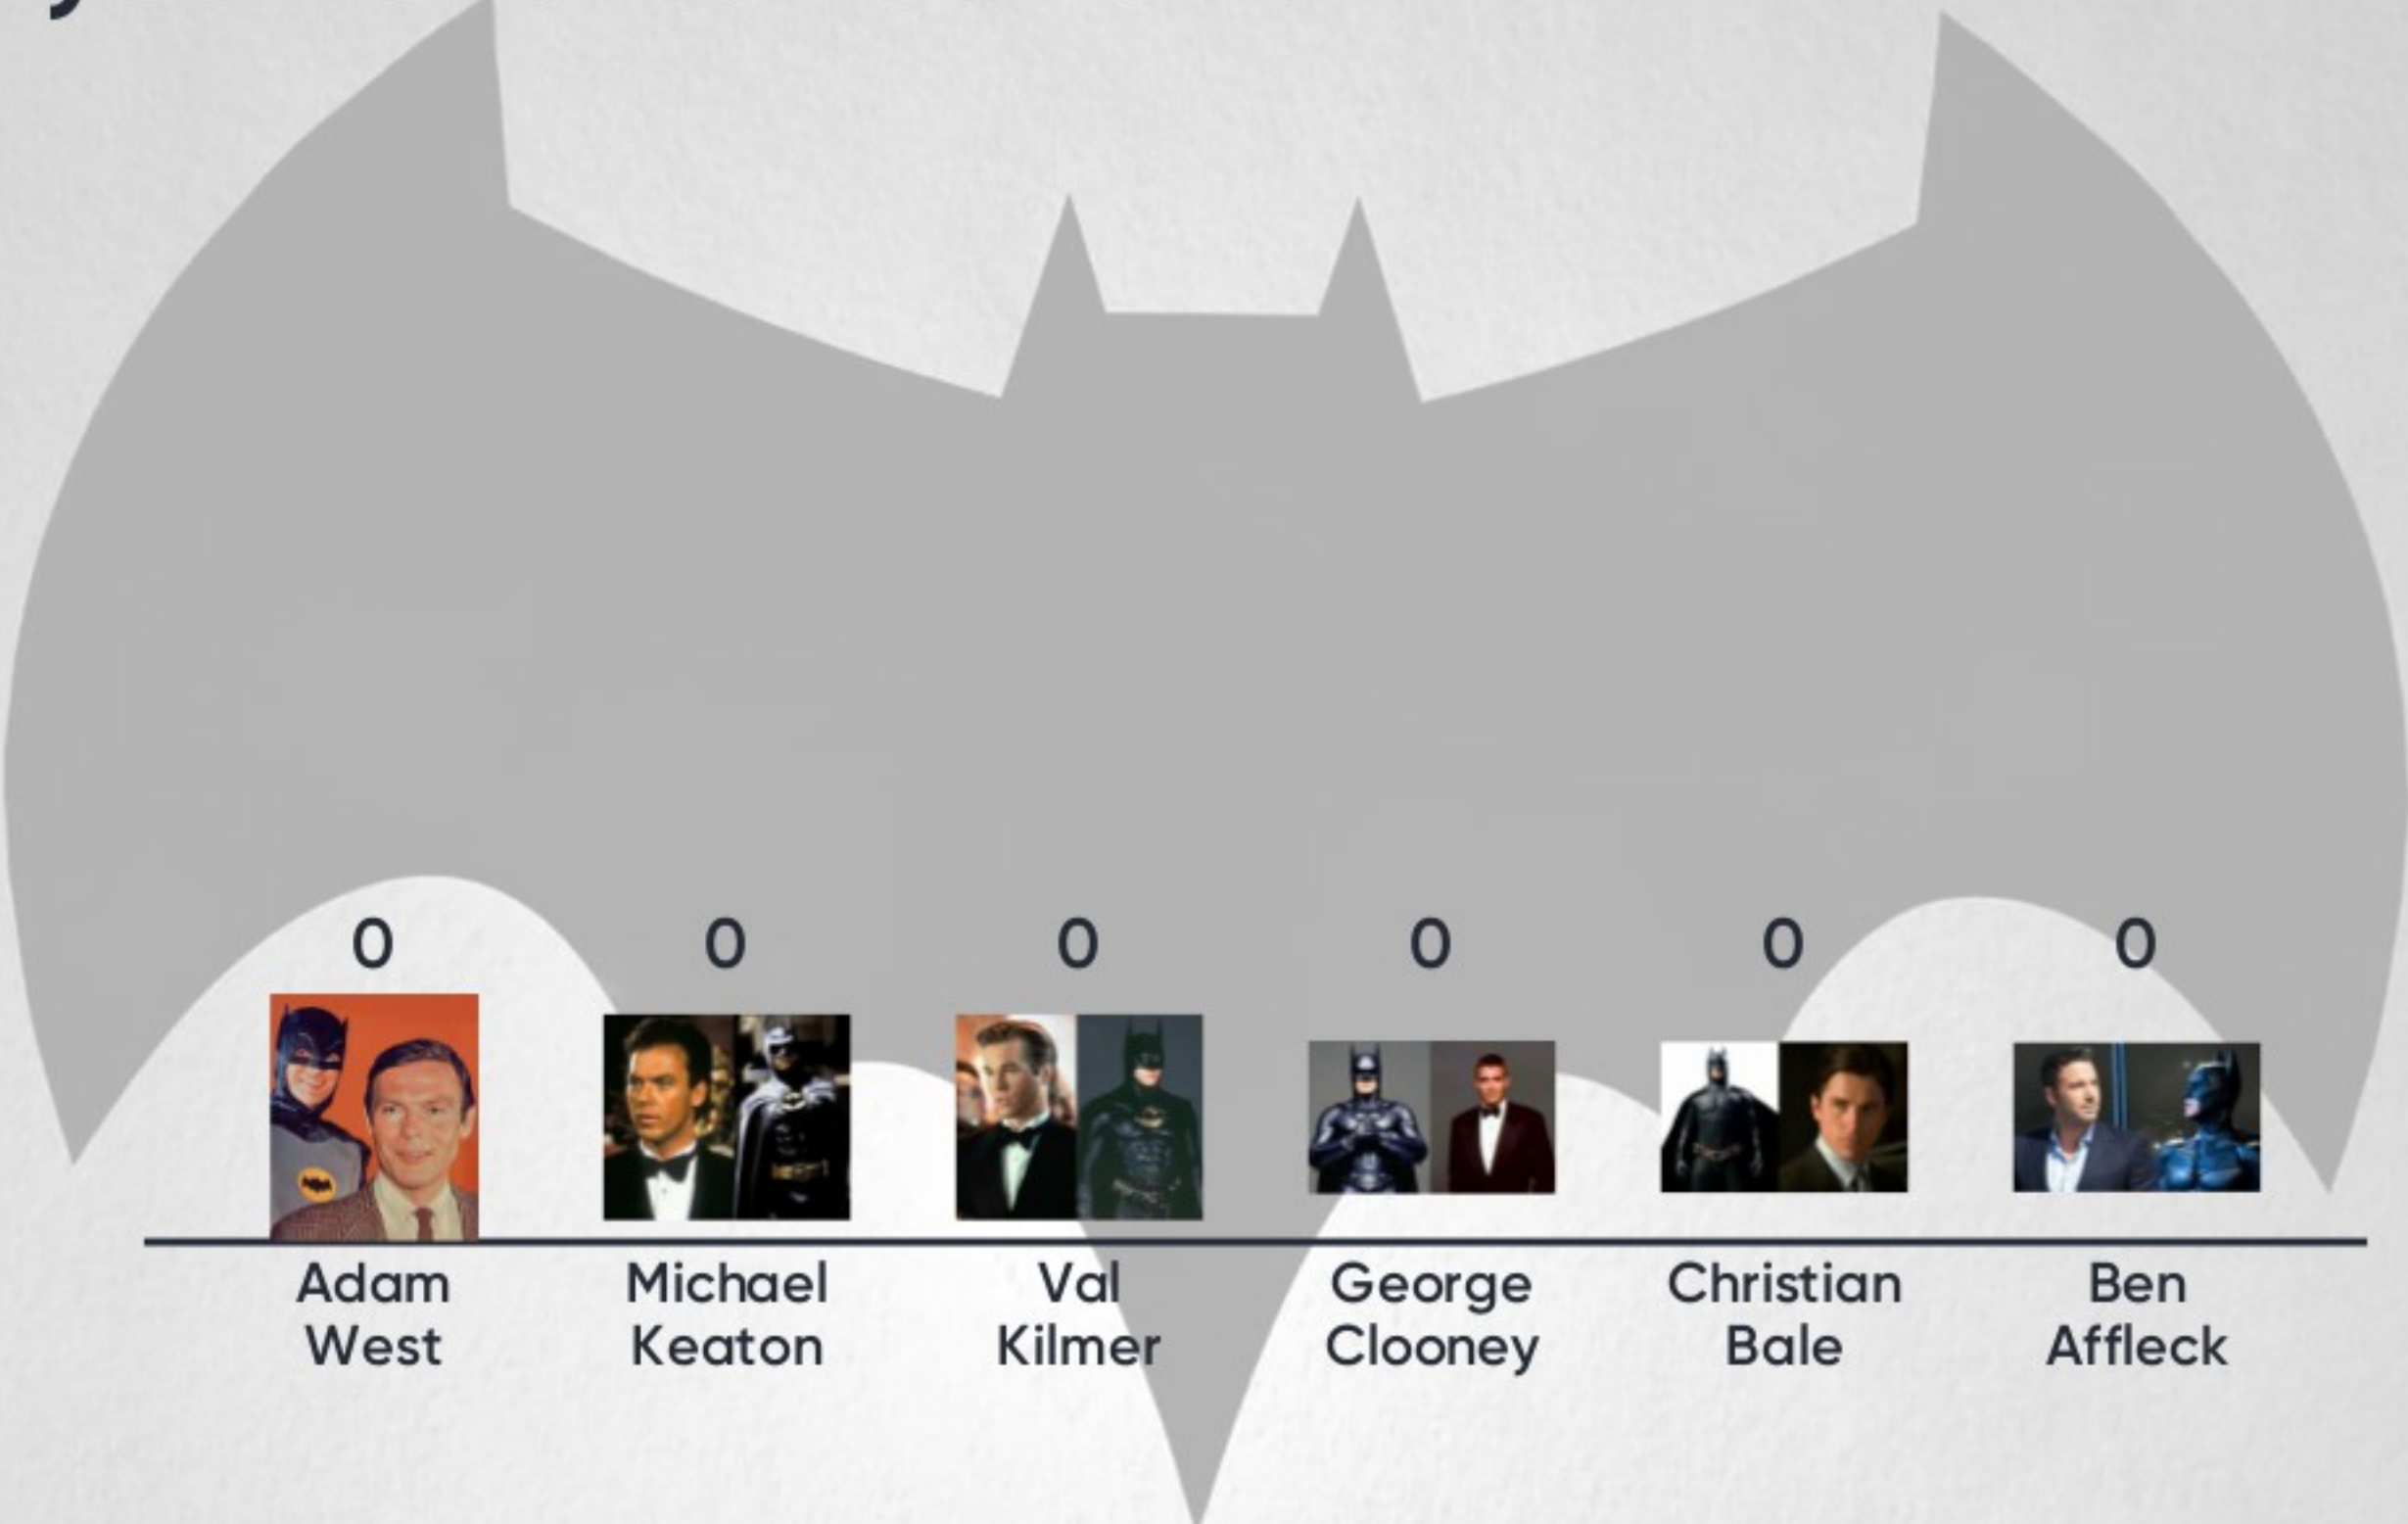 0 0 0 0 0 0
Adam Michael Val George Christian Ben
West Keaton Kilmer Clooney Bale Affleck